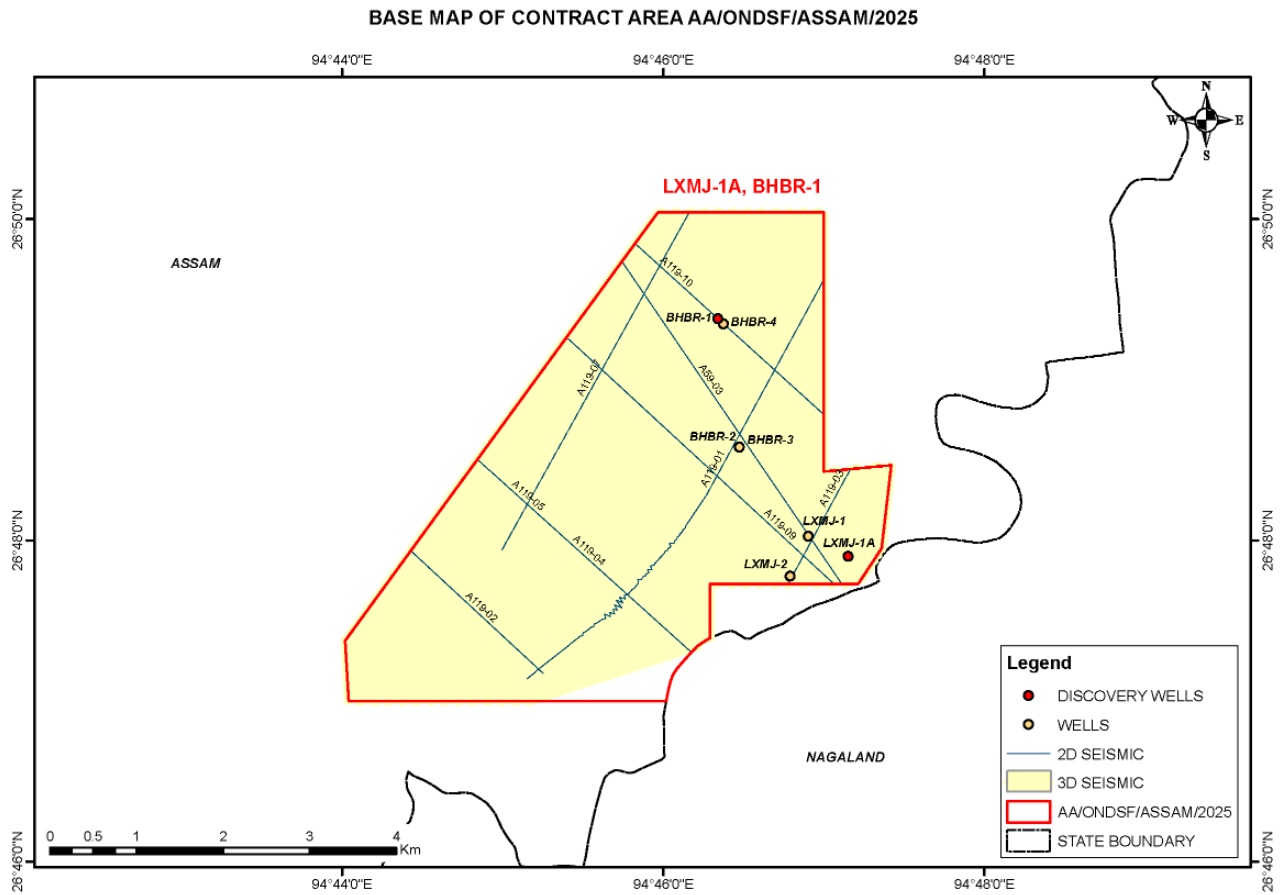 BASE MAP OF CONTRACT AREA AA/ONDSF/ASSAM/2025
94°44'0"E
94°46'0"E
94°48'0"E
N
W
E
S
LXMJ-1A, BHBR-1
26°50'0"N
26°50'0"N
ASSAM
A119-10
BHBR-1
BHBR-4
A119-07
A59-03
BHBR-2
BHBR-3
A119-01
A119-03
A119-05
LXMJ-1
A119-09
LXMJ-1A
26°48'0"N
26°48'0"N
A119-04
LXMJ-2
A119-02
NAGALAND
Legend
DISCOVERY WELLS
WELLS
2D SEISMIC
3D SEISMIC
AA/ONDSF/ASSAM/2025
STATE BOUNDARY
0 0.5 1 2 3 4
Km
26°46'0"N
26°46'0"N
94°44'0"E
94°46'0"E
94°48'0"E